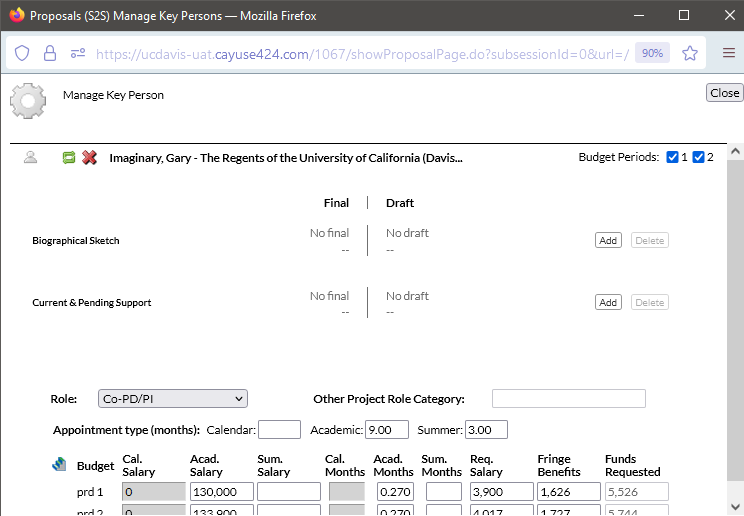 Proposals (S2S) Manage Key Persons — Mozilla Firefox
https://ucdavis-uat.cayuse424.com/1067/showProposalPage.do?subsessionId=0&url=/ 90%
Manage Key Person Close
Imaginary, Gary - The Regents of the University of California (Davis... Budget Periods: 1 2
Final Draft
No final No draft
Biographical Sketch Add Delete
-- --
No final No draft
Current & Pending Support Add Delete
-- --
Role: Co-PD/PI Other Project Role Category:
Appointment type (months): Calendar: Academic: 9.00 Summer: 3.00
Cal. Acad. Sum. Cal. Acad. Sum. Req. Fringe Funds
Budget Salary Salary Salary Months Months Months Salary Benefits Requested
prd 1 0 130,000 0.270 3,900 1,626 5,526
prd 2 0 133,900 0.270 4,017 1,727 5,744